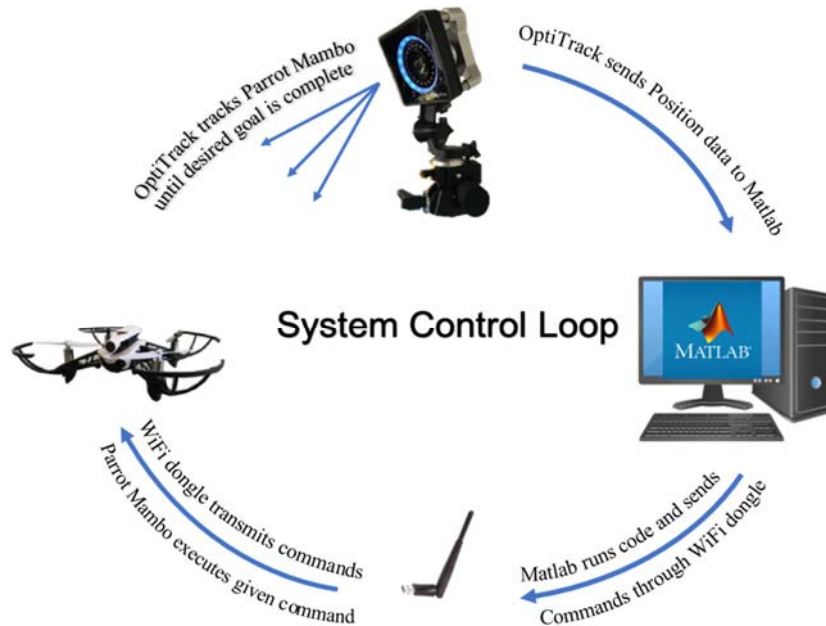 OptiTrack tracks Parrot Mambo
until desired goal is complete
OptiTrack sends Position data to Matlab
System Control Loop
MATLAB®
WiFi dongle transmits commands
Parrot Mambo executes given command
Matlab runs code and sends
Commands through WiFi dongle